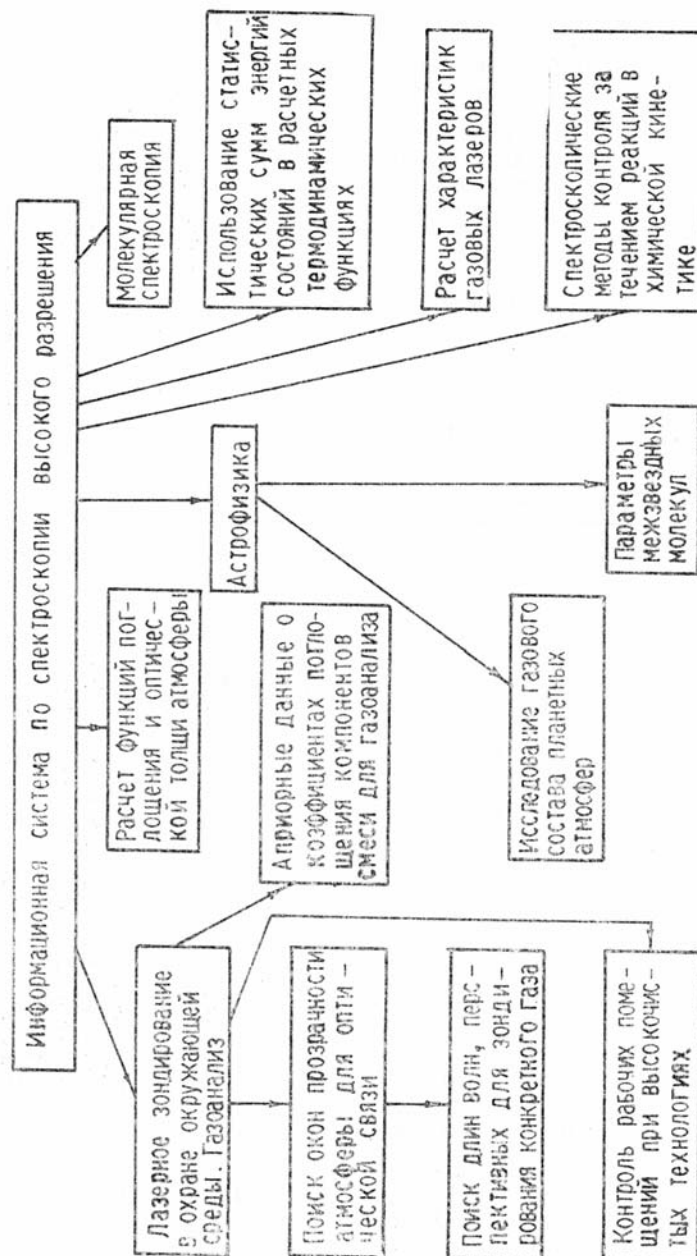 Информационная система по спектроскопии высокого разрешения
Лазерное зондирование
в охране окружающей
среды. Газоанализ
Расчет функций пог-
лощения и оптичес-
кой толщи атмосферы
Астрофизика
Молекулярная
спектроскопия
Использование статис-
тических сумм энергий
состояний в расчетных
термодинамических
функциях
Расчет характеристик
газовых лазеров
Спектроскопические
методы контроля за
течением реакций в
химической кине-
тике
Априорные данные о
коэффициентах погло-
щения компонентов
смеси для газоанализа
Поиск окон прозрачности
атмосферы для опти-
ческой связи
Поиск длин волн, перс-
пективных для зонди-
рования конкретного газа
Контроль рабочих поме-
щений при высокочис-
тых технологиях
Исследование газового
состава планетных
атмосфер
Параметры
межзвездных
молекул